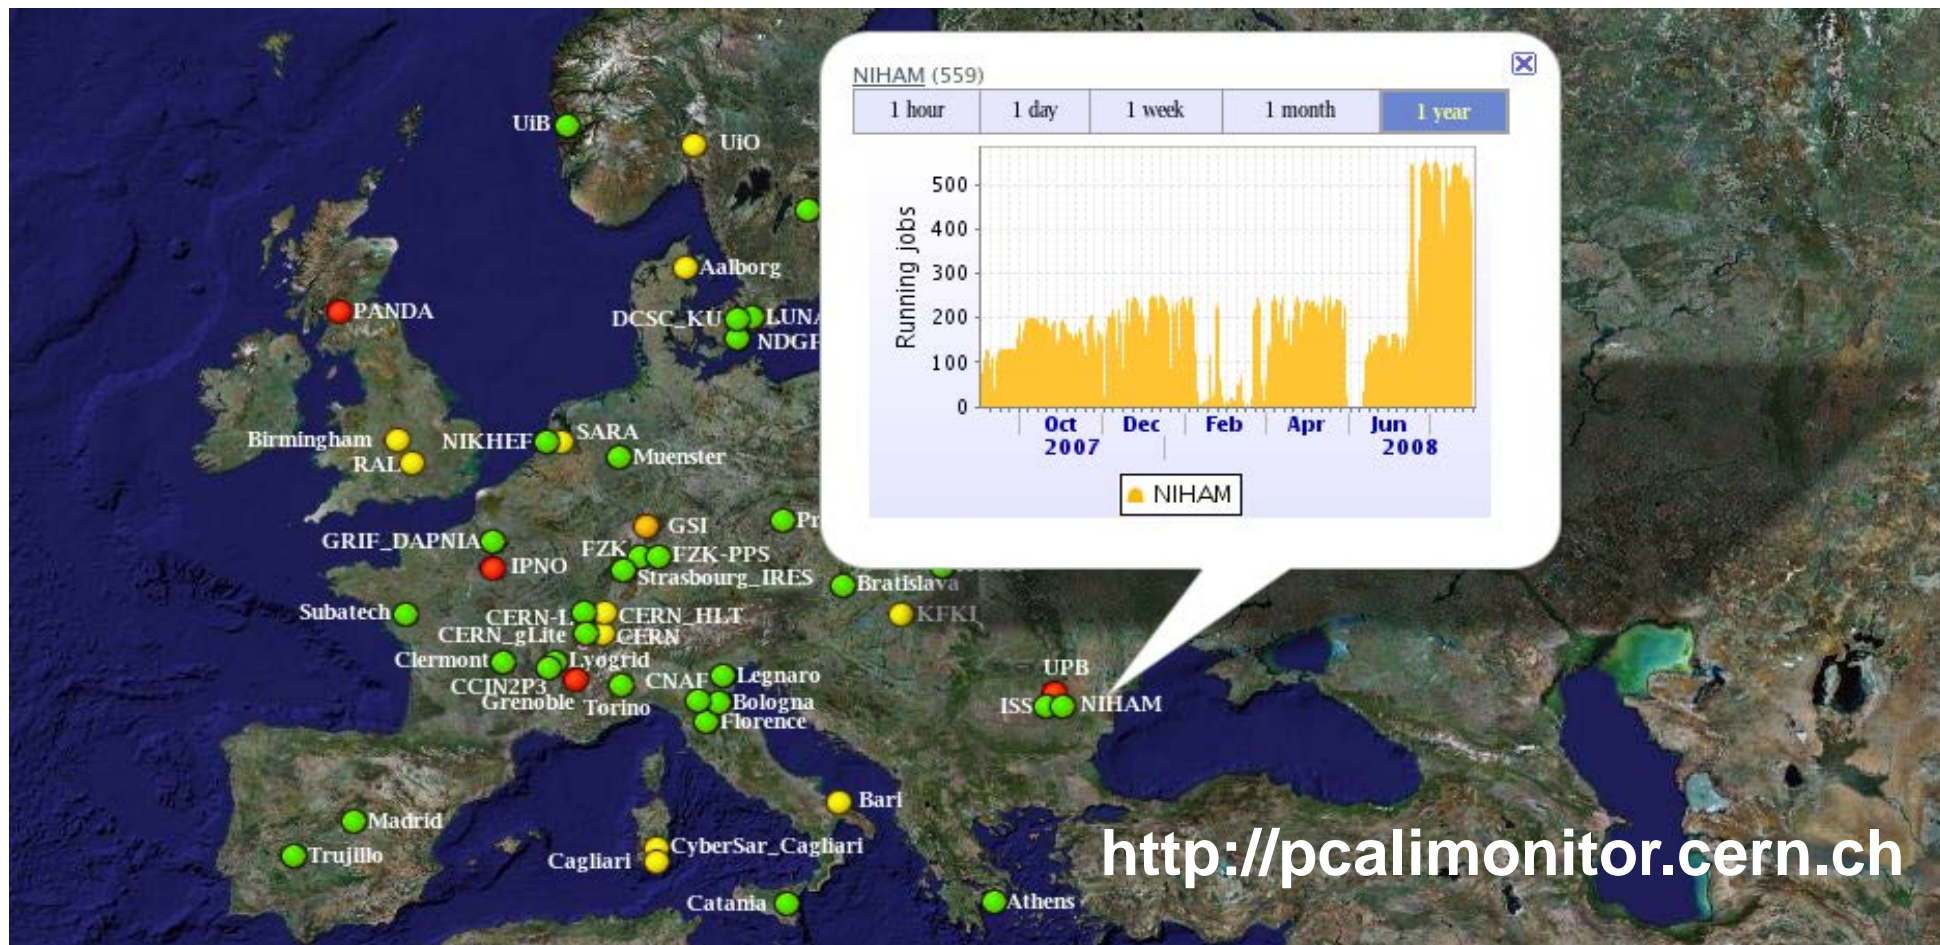 NIHAM (559)
1 hour 1 day 1 week 1 month 1 year
Running jobs
500
400
300
200
100
0
Oct Dec Feb Apr Jun
2007 2008
NIHAM
UiB
UiO
Aalborg
PANDA
DCSC_KU
Birmingham
NIKHEF
SARA
RAL
Muenster
GRIF_DAPNIA
GSI
IPNO
FZK
FZK-PPS
Strasbourg_IRES
Bratislava
Subatech
CERN_HLT
KFKI
CERN_gLite
CERN
Clermont
Lyogrid
CCIN2P3
CNAF
Legnaro
UPB
Grenoble
Torino
Bologna
ISS
NIHAM
Florence
Bari
Madrid
CyberSar_Cagliari
Trujillo
Cagliari
http://pcalimonitor.cern.ch
Catania
Athens